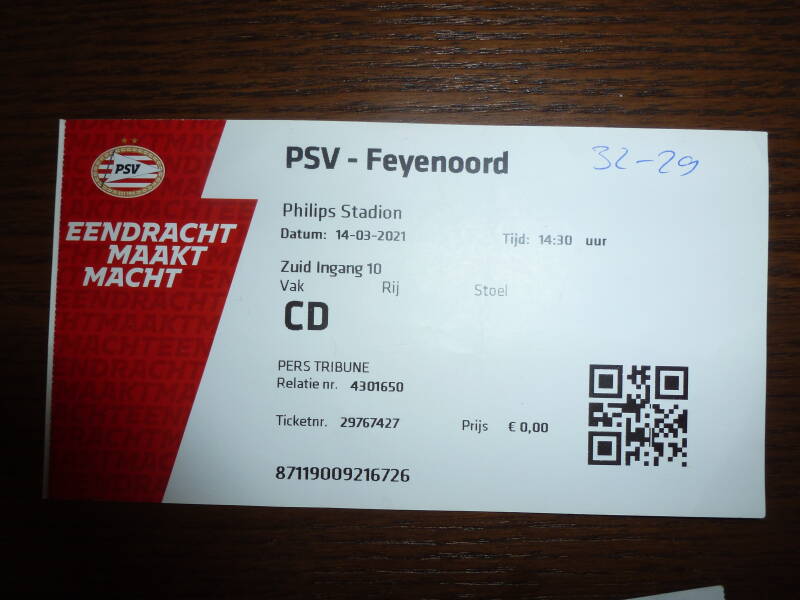 PSV
EENDRACHT
MAAKT
MACHT
PSV - Feyenoord
32-29
Philips Stadion
Datum: 14-03-2021 Tijd: 14:30 uur
Zuid Ingang 10
Vak Rij Stoel
CD
PERS TRIBUNE
Relatie nr. 4301650
Ticketnr. 29767427 Prijs € 0,00
87119009216726